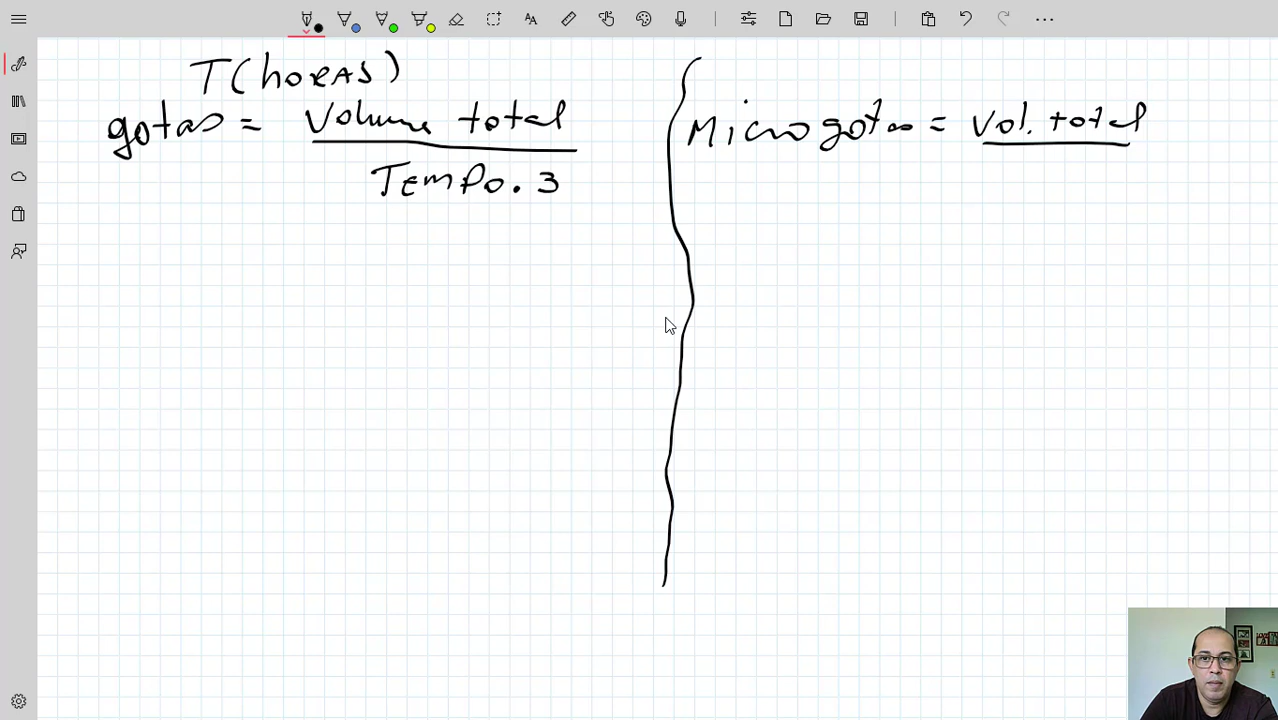 T(horas)
gotas = Volume total
Tempo. 3
Microgotas = Vol. total